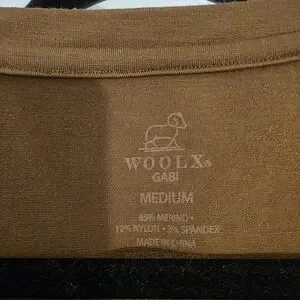 WOOLX®
GABI
MEDIUM
85% MERINO •
12% NYLON • 3% SPANDEX
MADE IN CHINA